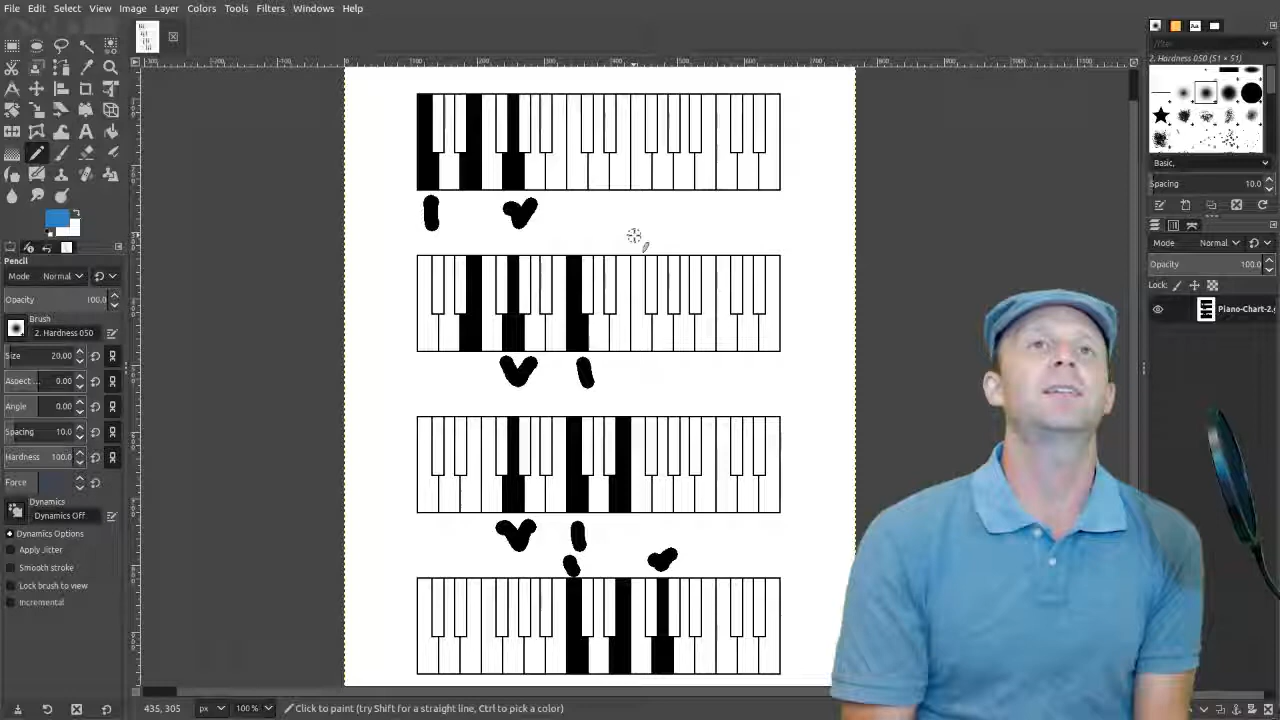 File Edit Select View Image Layer Colors Tools Filters Windows Help
Pencil
Mode Normal
Opacity 100.0
Brush
2. Hardness 050
Size 20.00
Aspect... 0.00
Angle 0.00
Spacing 10.0
Hardness 100.0
Force
Dynamics
Dynamics Off
Dynamics Options
Apply Jitter
Smooth stroke
Lock brush to view
Incremental
I V
V I
V I
I V
435, 305 px 100 % Click to paint (try Shift for a straight line, Ctrl to pick a color)
filter
2. Hardness 050 (51 × 51)
Basic,
Spacing 10.0
Mode Normal
Opacity 100.0
Lock:
Piano-Chart-2.